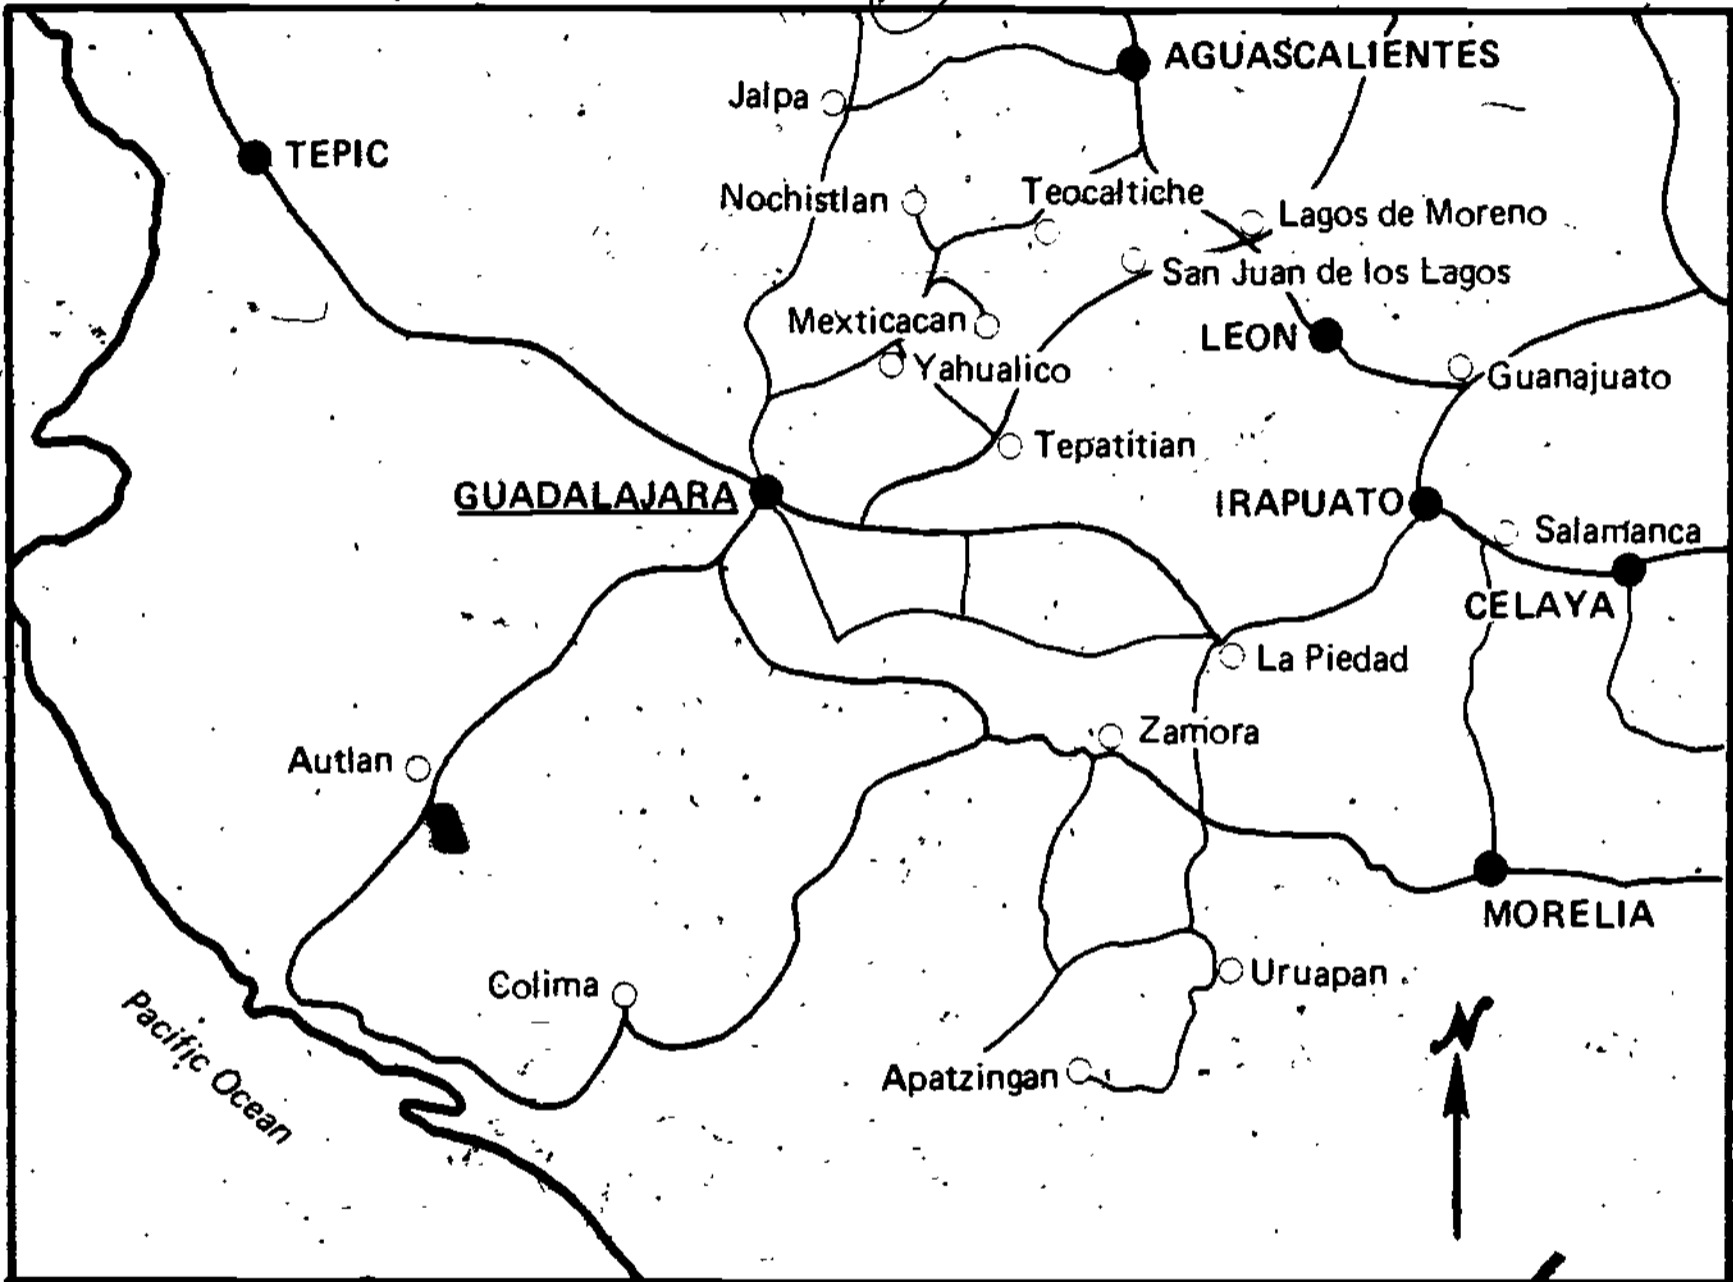 AGUASCALIENTES
Jalpa
TEPIC
Nochistlan
Teocaltiche
Lagos de Moreno
San Juan de los Lagos
Mexticacan
LEON
Yahualico
Guanajuato
Tepatitian
GUADALAJARA
IRAPUATO
Salamanca
CELAYA
La Piedad
Zamora
Autlan
MORELIA
Colima
Uruapan
Pacific Ocean
N
Apatzingan